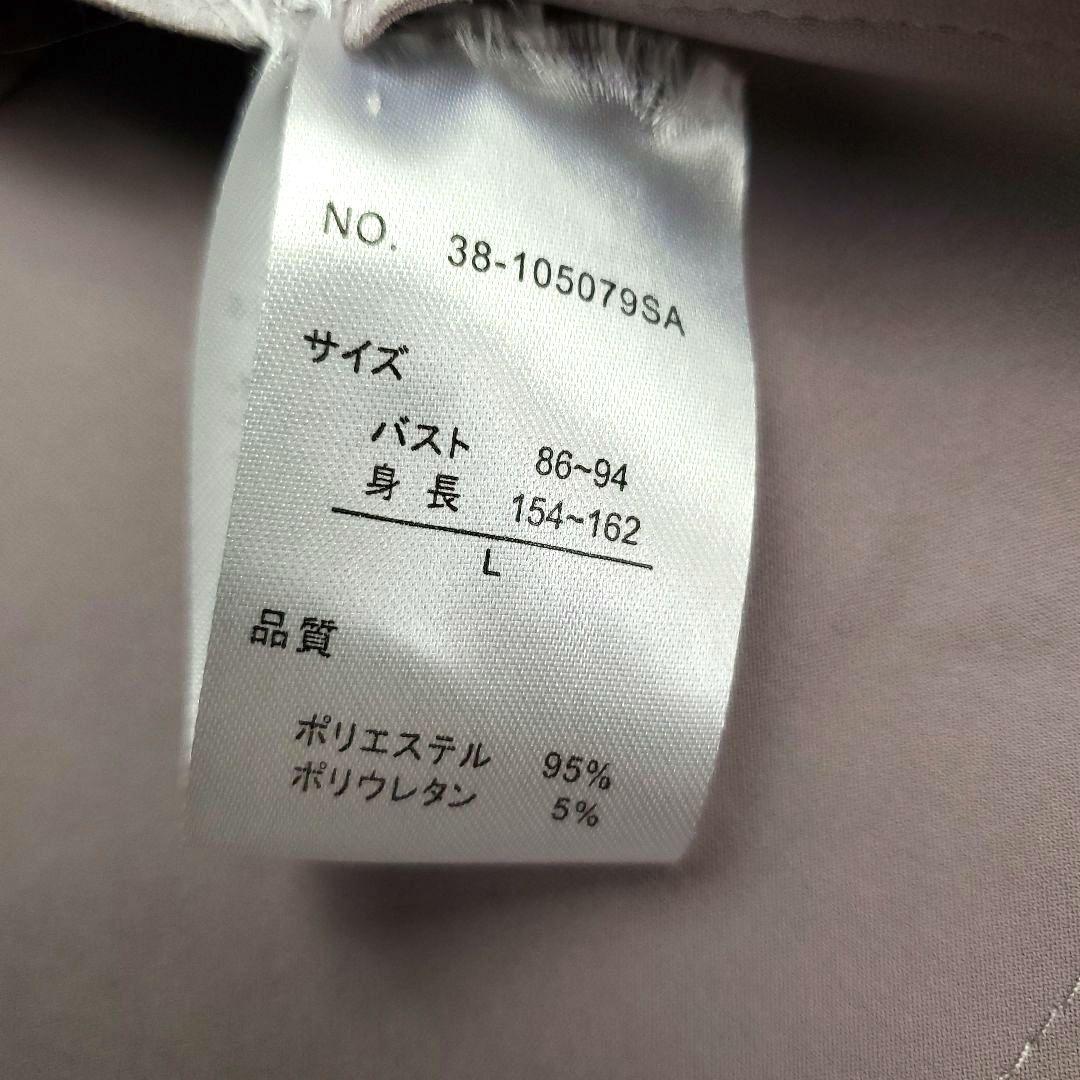 NO. 38-105079SA
サイズ
バスト 86~94
身長 154~162
L
品質
ポリエステル 95%
ポリウレタン 5%